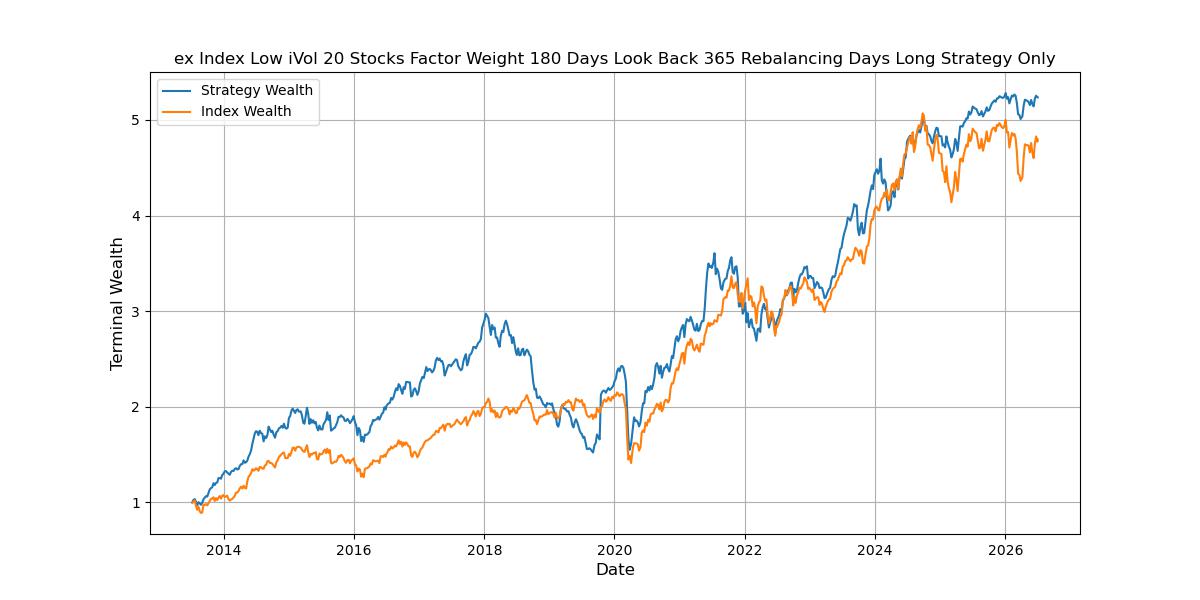 ex Index Low iVol 20 Stocks Factor Weight 180 Days Look Back 365 Rebalancing Days Long Strategy Only
Strategy Wealth
Index Wealth
5
4
3
2
1
Terminal Wealth
2014 2016 2018 2020 2022 2024 2026
Date